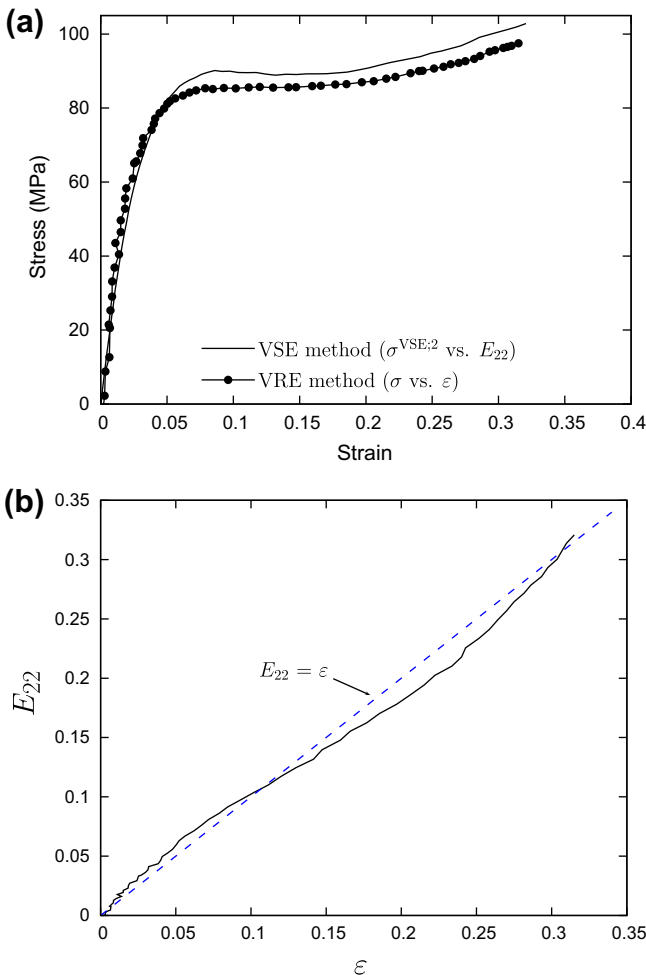 (a)
100
80
60
40
20
0
Stress (MPa)
VSE method (σ^VSE;2 vs. E₂₂)
VRE method (σ vs. ε)
0 0.05 0.1 0.15 0.2 0.25 0.3 0.35 0.4
Strain
(b)
0.35
0.3
0.25
0.2
0.15
0.1
0.05
0
E₂₂
E₂₂ = ε
0 0.05 0.1 0.15 0.2 0.25 0.3 0.35
ε